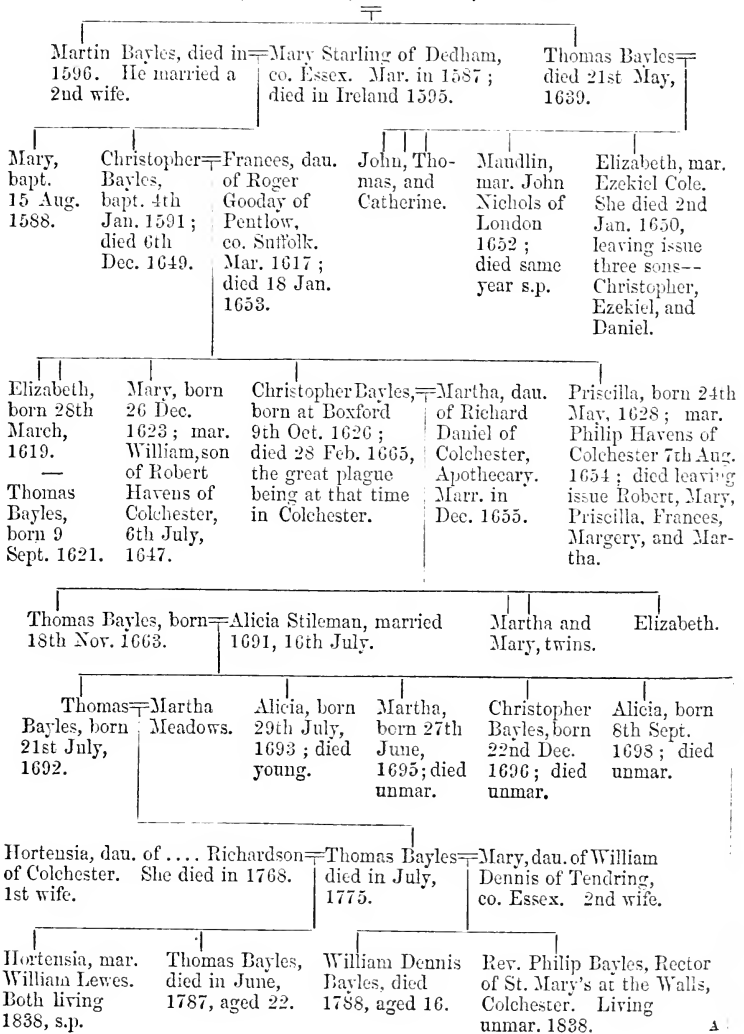 Martin Bayles, died in
1596. He married a
2nd wife.
Mary Starling of Dedham,
co. Essex. Mar. in 1587 ;
died in Ireland 1595.
Thomas Bayles
died 21st May,
1639.
Mary,
bapt.
15 Aug.
1588.
Christopher
Bayles,
bapt. 4th
Jan. 1591 ;
died 6th
Dec. 1649.
Frances, dau.
of Roger
Gooday of
Pentlow,
co. Suffolk.
Mar. 1617 ;
died 18 Jan.
1653.
John, Tho-
mas, and
Catherine.
Maudlin,
mar. John
Nichols of
London
1652 ;
died same
year s.p.
Elizabeth, mar.
Ezekiel Cole.
She died 2nd
Jan. 1650,
leaving issue
three sons--
Christopher,
Ezekiel, and
Daniel.
Elizabeth,
born 28th
March,
1619.
—
Thomas
Bayles,
born 9
Sept. 1621.
Mary, born
26 Dec.
1623 ; mar.
William, son
of Robert
Havens of
Colchester,
6th July,
1647.
Christopher Bayles,
born at Boxford
9th Oct. 1626 ;
died 28 Feb. 1665,
the great plague
being at that time
in Colchester.
Martha, dau.
of Richard
Daniel of
Colchester,
Apothecary.
Marr. in
Dec. 1655.
Priscilla, born 24th
May, 1628 ; mar.
Philip Havens of
Colchester 7th Aug.
1654 ; died leaving
issue Robert, Mary,
Priscilla, Frances,
Margery, and Mar-
tha.
Thomas Bayles, born
18th Nov. 1663.
Alicia Stileman, married
1691, 16th July.
Martha and
Mary, twins.
Elizabeth.
Thomas
Bayles, born
21st July,
1692.
Martha
Meadows.
Alicia, born
29th July,
1693 ; died
young.
Martha,
born 27th
June,
1695; died
unmar.
Christopher
Bayles, born
22nd Dec.
1696 ; died
unmar.
Alicia, born
8th Sept.
1698 ; died
unmar.
Hortensia, dau. of .... Richardson
of Colchester. She died in 1768.
1st wife.
Thomas Bayles
died in July,
1775.
Mary, dau. of William
Dennis of Tendring,
co. Essex. 2nd wife.
Hortensia, mar.
William Lewes.
Both living
1838, s.p.
Thomas Bayles,
died in June,
1787, aged 22.
William Dennis
Bayles, died
1788, aged 16.
Rev. Philip Bayles, Rector
of St. Mary's at the Walls,
Colchester. Living
unmar. 1838.
A